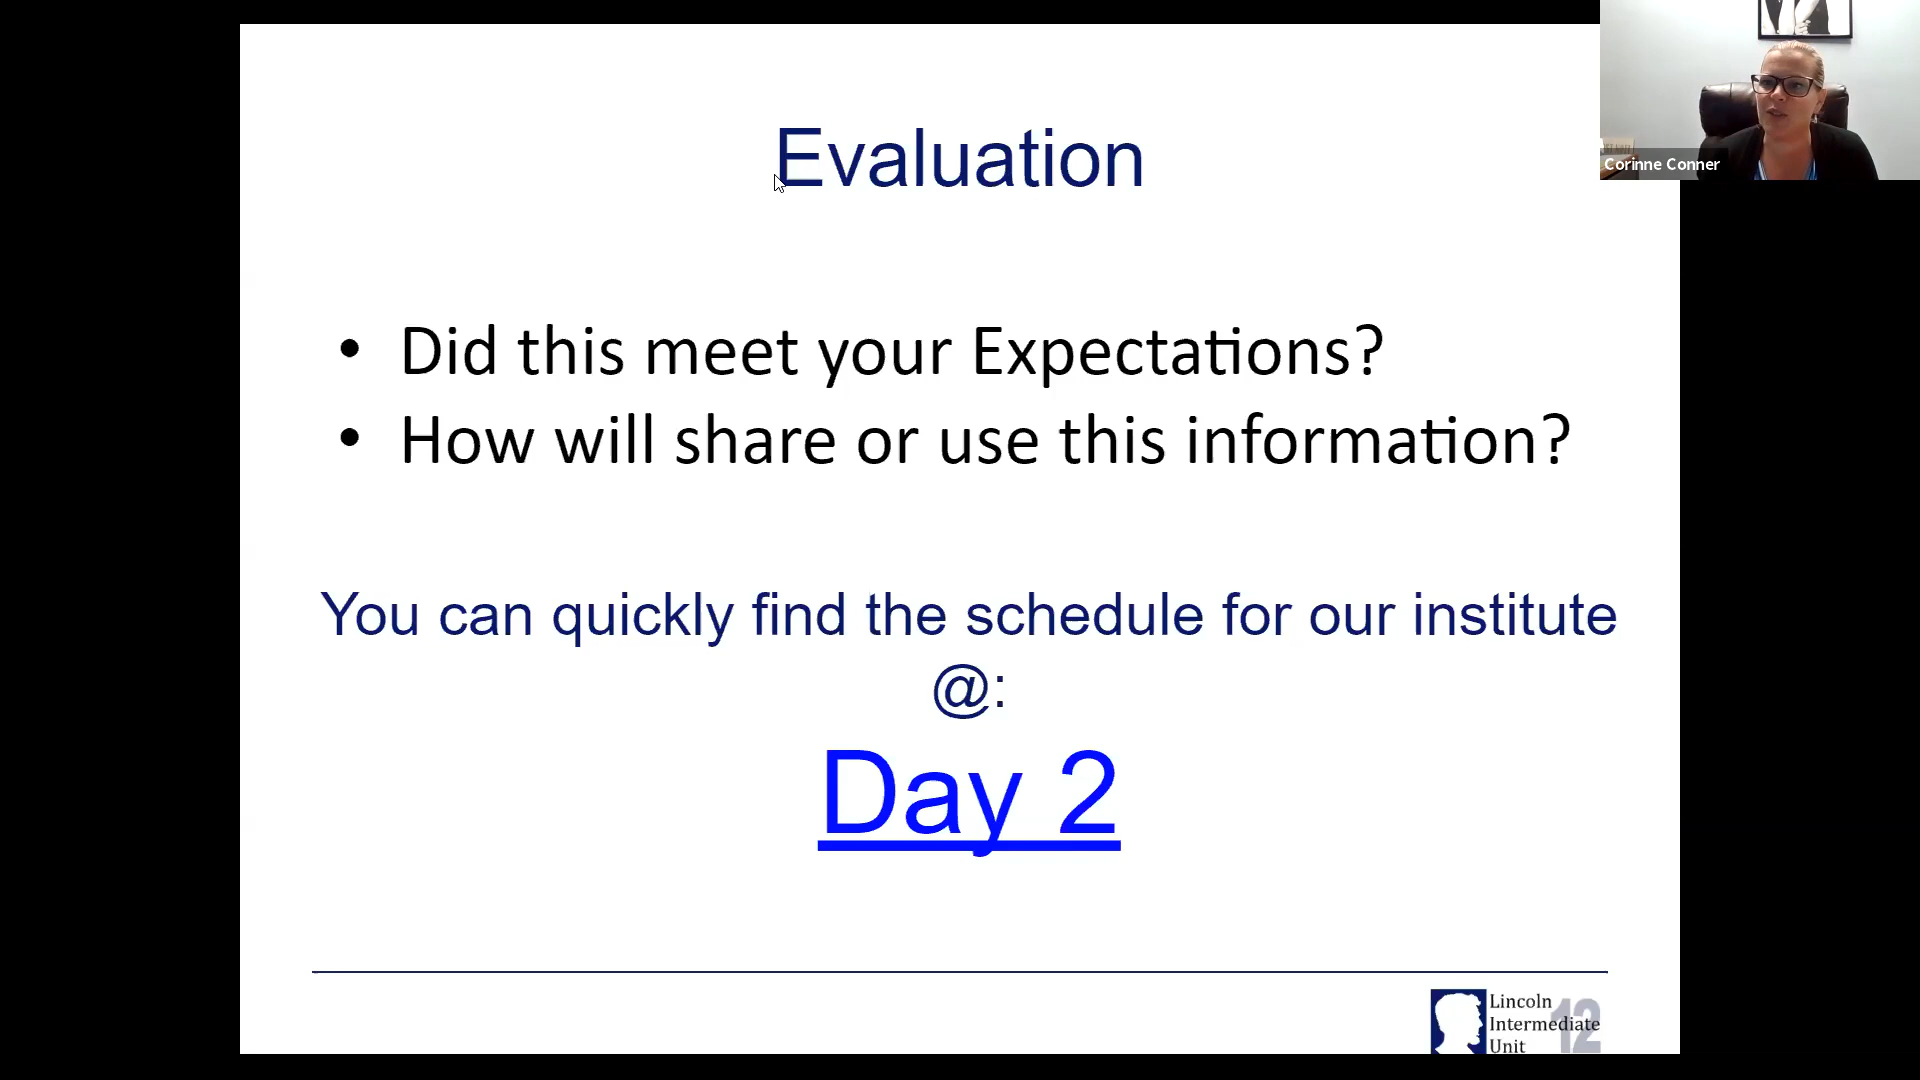 Evaluation
Corinne Conner
• Did this meet your Expectations?
• How will share or use this information?
You can quickly find the schedule for our institute
@:
Day 2
Lincoln
Intermediate
Unit
12